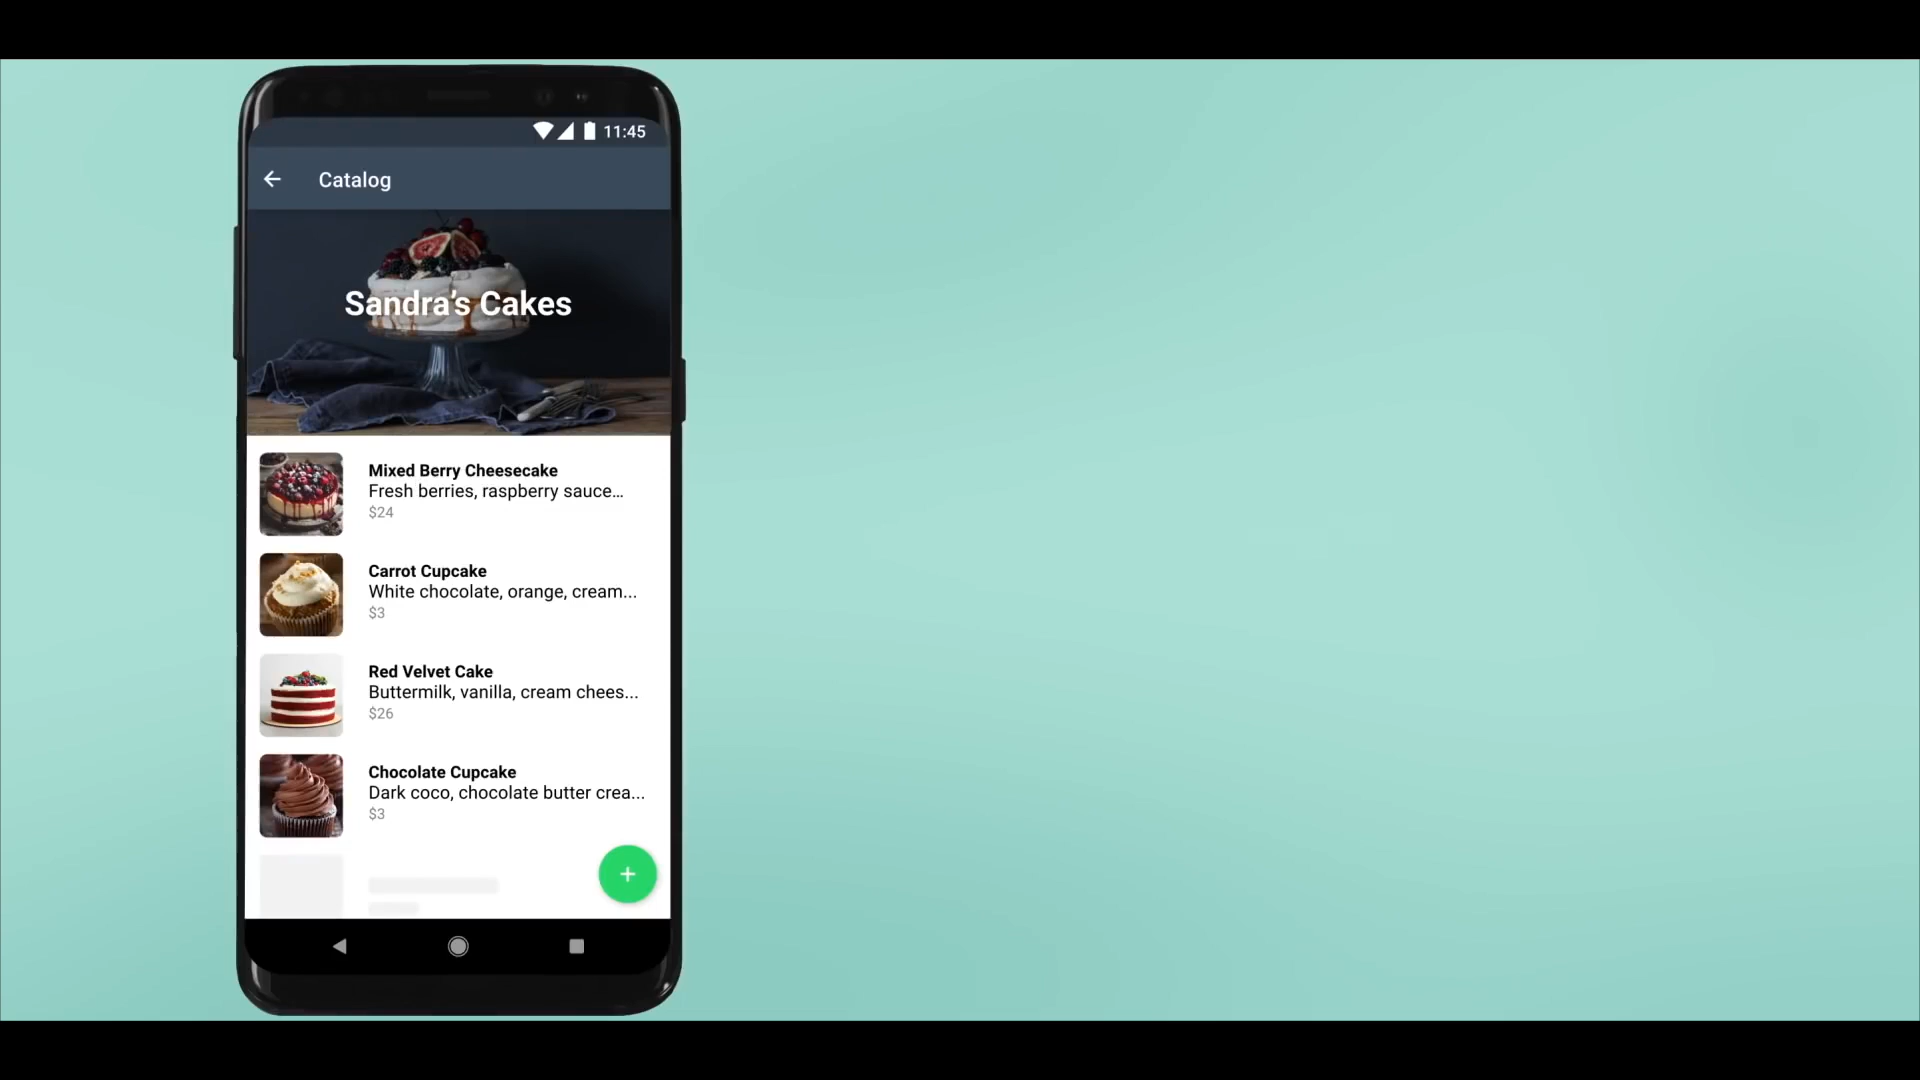 11:45
Catalog
Sandra’s Cakes
Mixed Berry Cheesecake
Fresh berries, raspberry sauce…
$24
Carrot Cupcake
White chocolate, orange, cream...
$3
Red Velvet Cake
Buttermilk, vanilla, cream chees...
$26
Chocolate Cupcake
Dark coco, chocolate butter crea...
$3